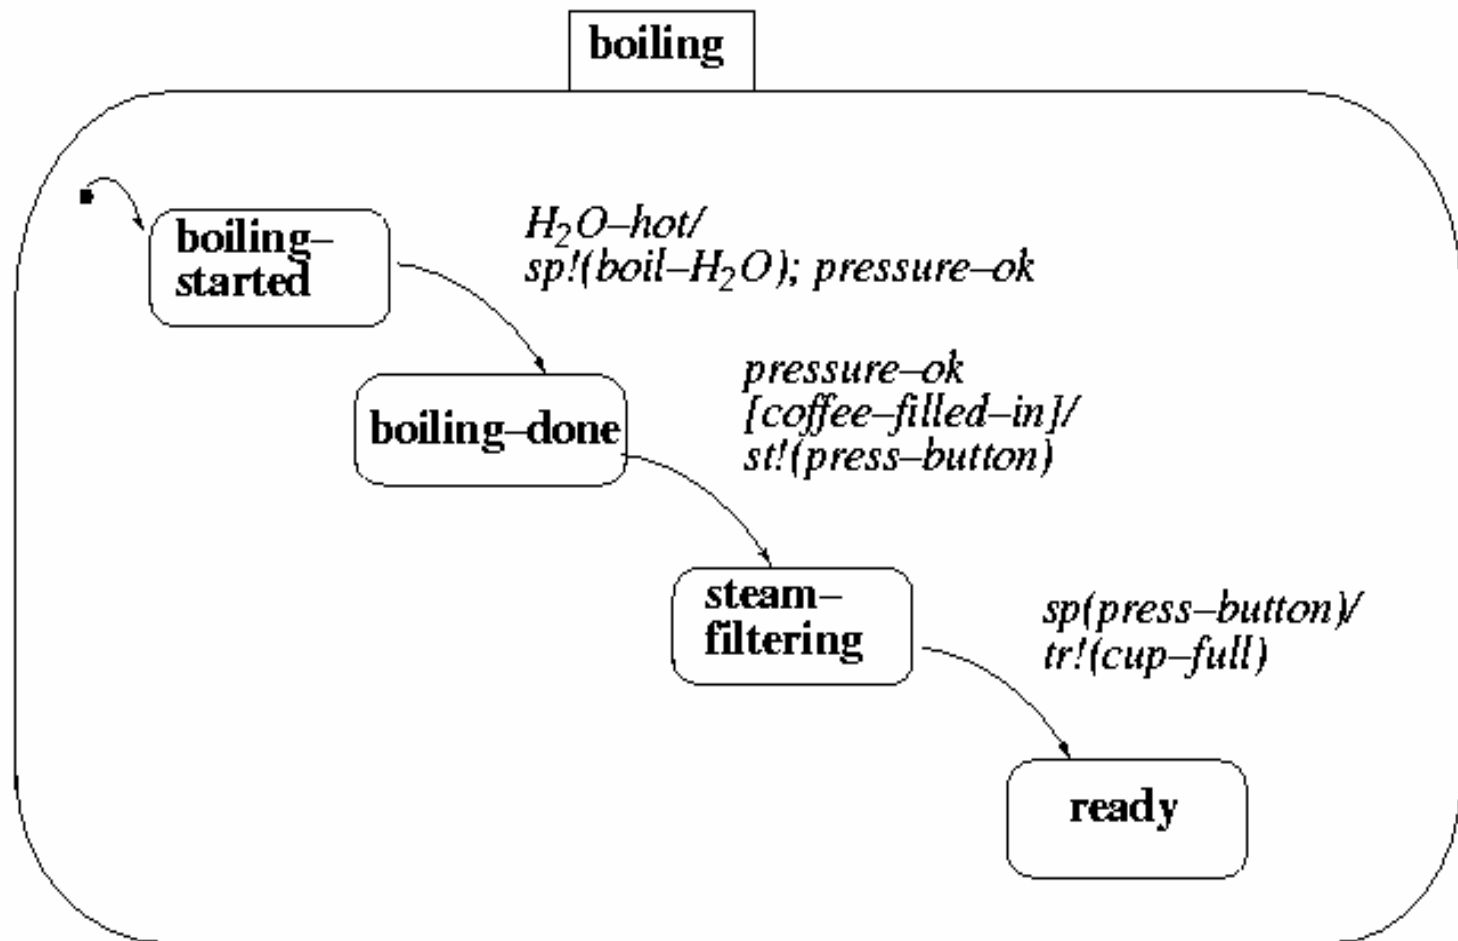 boiling
boiling–
started
H₂O–hot/
sp!(boil–H₂O); pressure–ok
boiling–done
pressure–ok
[coffee–filled–in]/
st!(press–button)
steam–
filtering
sp(press–button)/
tr!(cup–full)
ready